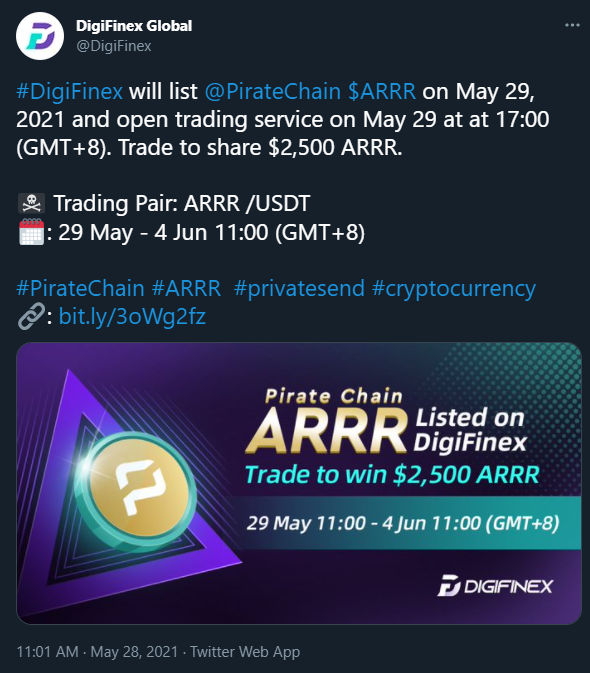 DigiFinex Global
@DigiFinex
#DigiFinex will list @PirateChain $ARRR on May 29,
2021 and open trading service on May 29 at at 17:00
(GMT+8). Trade to share $2,500 ARRR.
Trading Pair: ARRR /USDT
: 29 May - 4 Jun 11:00 (GMT+8)
#PirateChain #ARRR #privatesend #cryptocurrency
: bit.ly/3oWg2fz
Pirate Chain
ARRR Listed on
DigiFinex
Trade to win $2,500 ARRR
29 May 11:00 - 4 Jun 11:00 (GMT+8)
DIGIFINEX
11:01 AM · May 28, 2021 · Twitter Web App